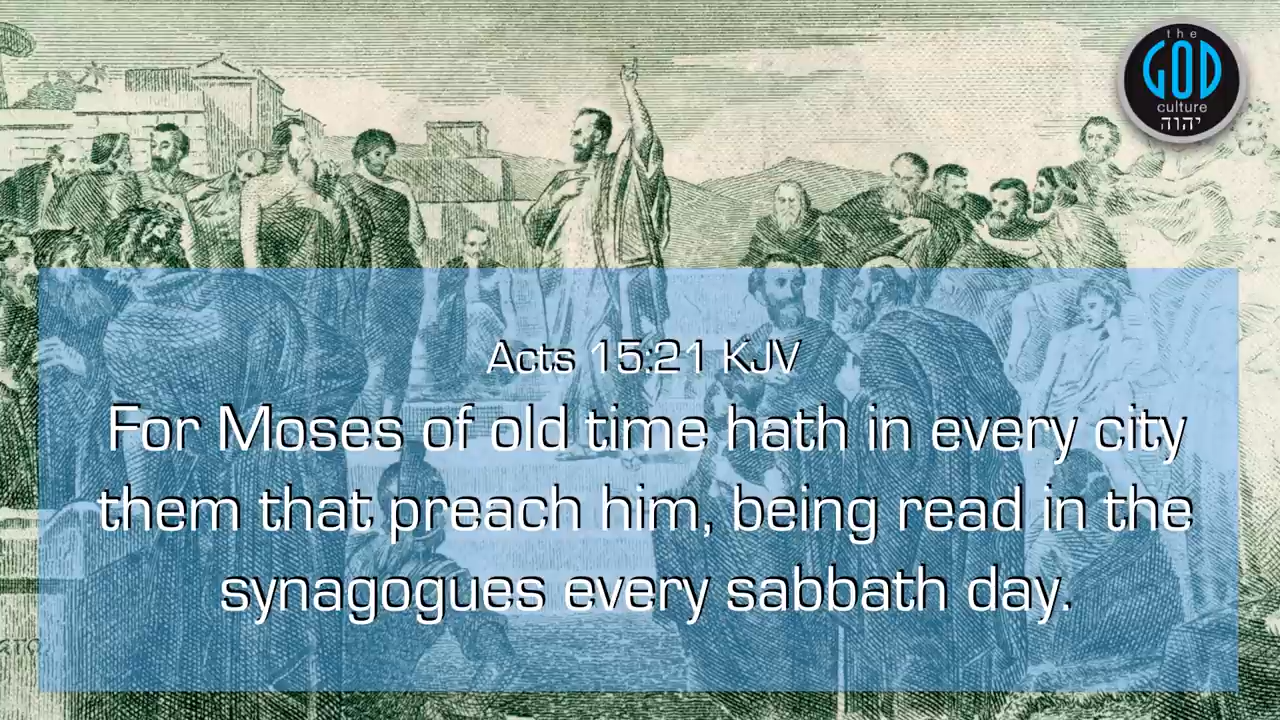 the
GOD
culture
יהוה
Acts 15:21 KJV
For Moses of old time hath in every city
them that preach him, being read in the
synagogues every sabbath day.